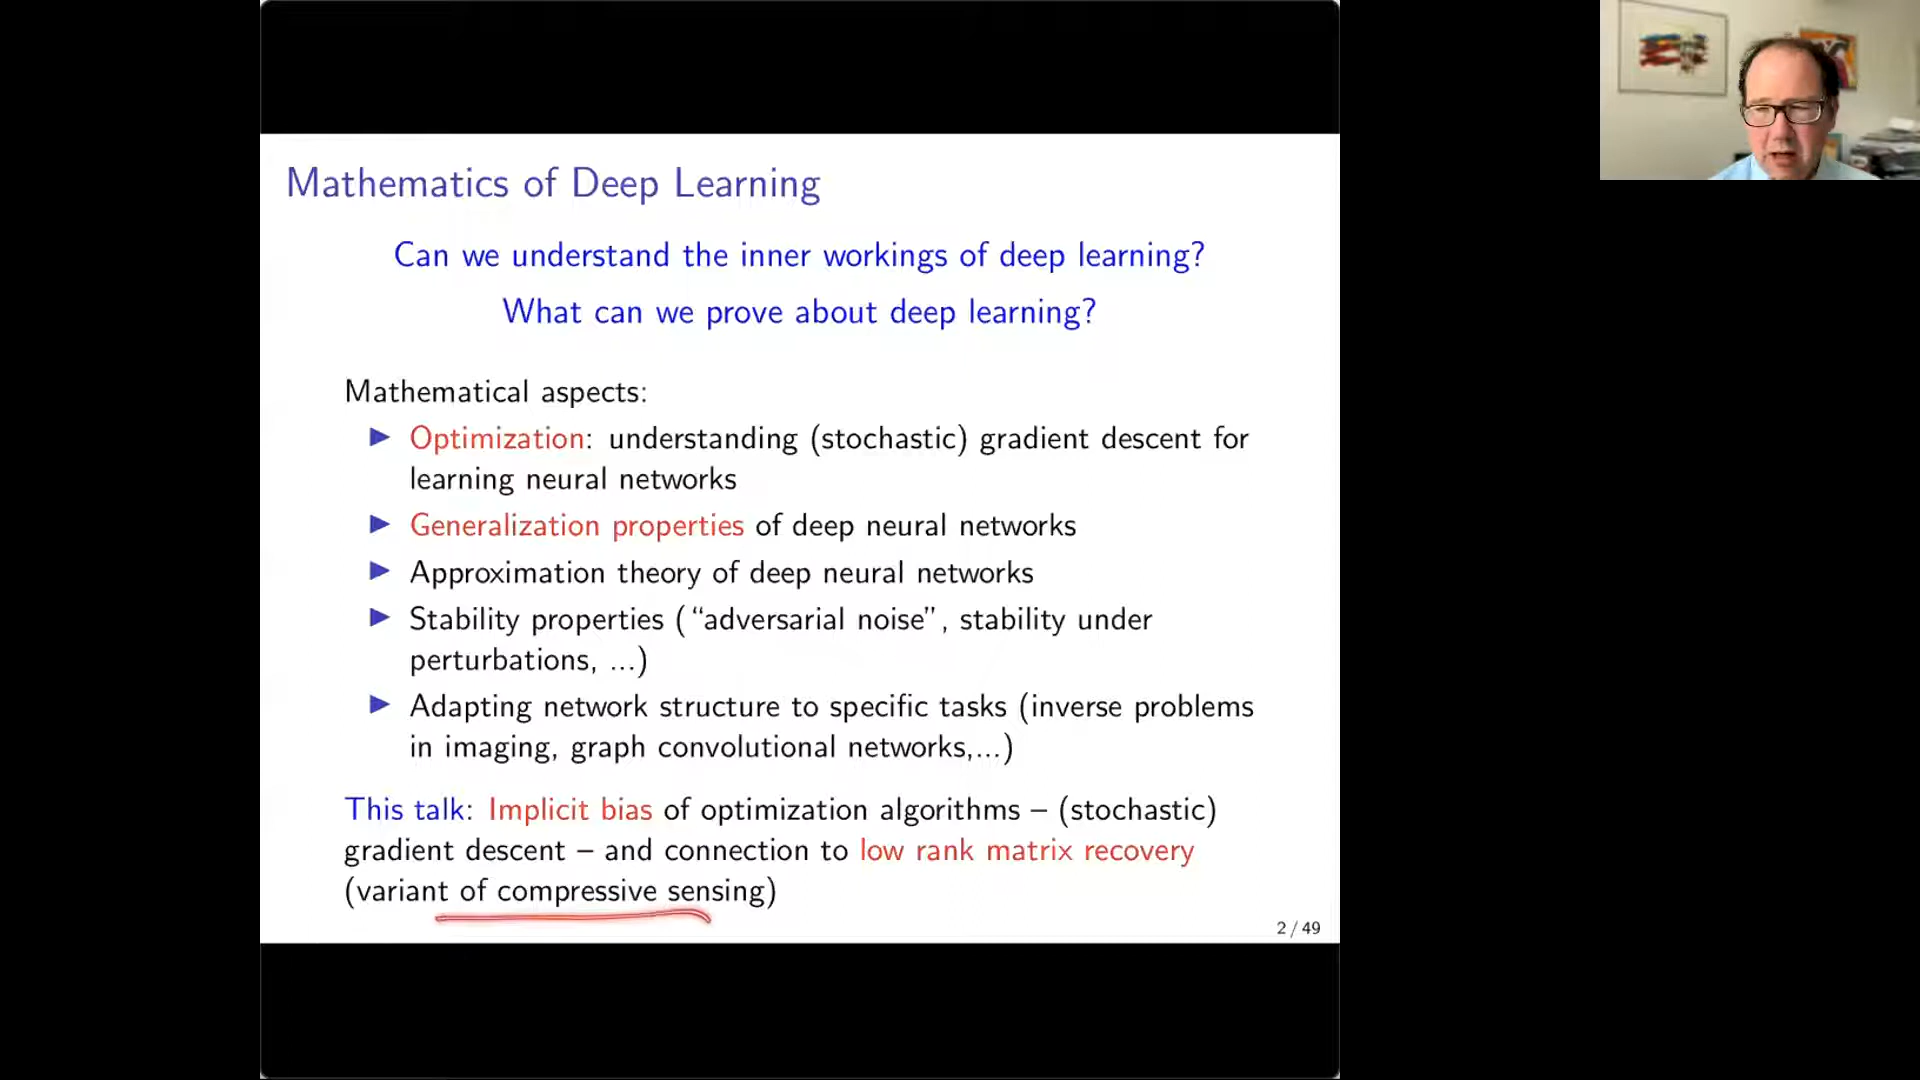 Mathematics of Deep Learning
Can we understand the inner workings of deep learning?
What can we prove about deep learning?
Mathematical aspects:
▶ Optimization: understanding (stochastic) gradient descent for
learning neural networks
▶ Generalization properties of deep neural networks
▶ Approximation theory of deep neural networks
▶ Stability properties (“adversarial noise”, stability under
perturbations, ...)
▶ Adapting network structure to specific tasks (inverse problems
in imaging, graph convolutional networks,...)
This talk: Implicit bias of optimization algorithms – (stochastic)
gradient descent – and connection to low rank matrix recovery
(variant of compressive sensing)
2 / 49